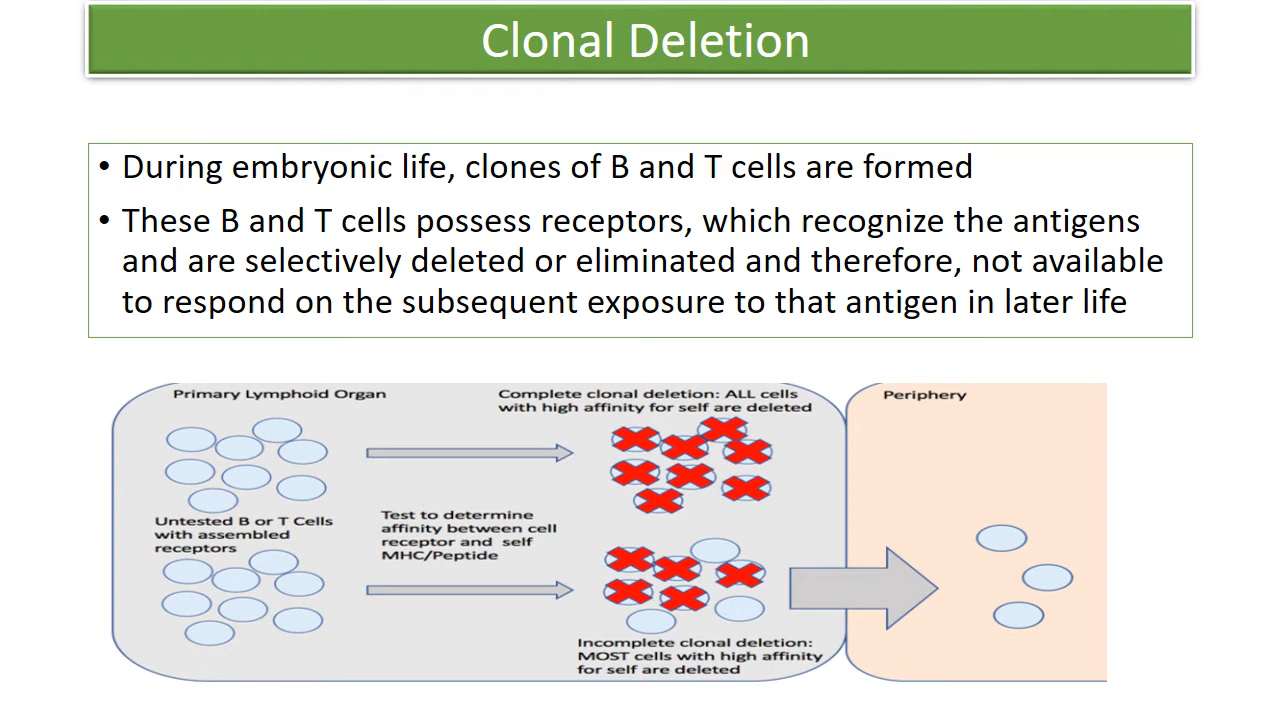 Clonal Deletion
• During embryonic life, clones of B and T cells are formed
• These B and T cells possess receptors, which recognize the antigens
and are selectively deleted or eliminated and therefore, not available
to respond on the subsequent exposure to that antigen in later life
Primary Lymphoid Organ
Complete clonal deletion: ALL cells
with high affinity for self are deleted
Periphery
Untested B or T Cells
with assembled
receptors
Test to determine
affinity between cell
receptor and self
MHC/Peptide
Incomplete clonal deletion:
MOST cells with high affinity
for self are deleted